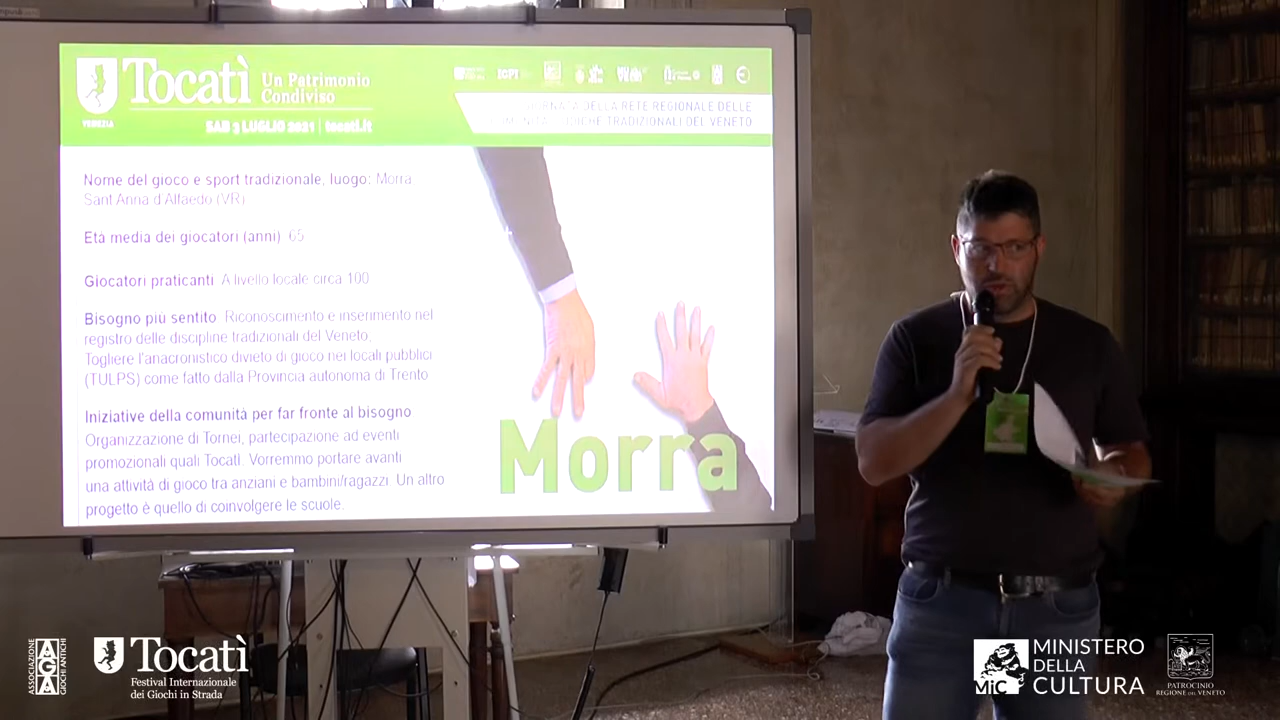 Tocatì
Un Patrimonio
Condiviso
VENEZIA
SAB 3 LUGLIO 2021 | tocati.it
ICPI
DELLA RETE REGIONALE DELLE
TRADIZIONALI DEL VENETO
Nome del gioco e sport tradizionale, luogo: Morra
Sant'Anna d'Alfaedo (VR)
Età media dei giocatori (anni) 65
Giocatori praticanti A livello locale circa 100
Bisogno più sentito Riconoscimento e inserimento nel
registro delle discipline tradizionali del Veneto,
Togliere l'anacronistico divieto di gioco nei locali pubblici
(TULPS) come fatto dalla Provincia autonoma di Trento
Iniziative della comunità per far fronte al bisogno
Organizzazione di Tornei, partecipazione ad eventi
promozionali quali Tocatì. Vorremmo portare avanti
una attività di gioco tra anziani e bambini/ragazzi. Un altro
progetto è quello di coinvolgere le scuole.
Morra
ASSOCIAZIONE
AGA
GIOCHI ANTICHI
Tocatì
Festival Internazionale
dei Giochi in Strada
MiC
MINISTERO
DELLA
CULTURA
PATROCINIO
REGIONE DEL VENETO